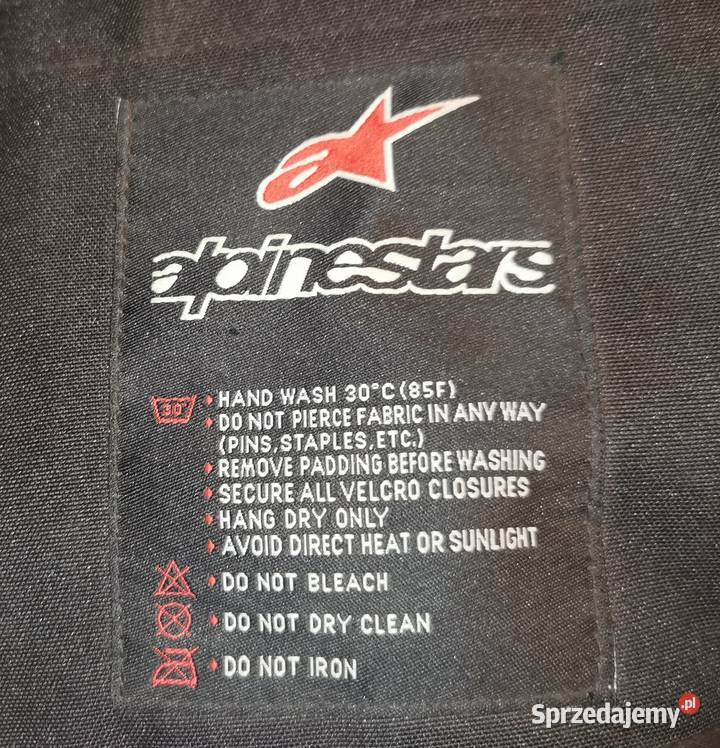 alpinestars
30°
HAND WASH 30°C (85F)
DO NOT PIERCE FABRIC IN ANY WAY
(PINS, STAPLES, ETC.)
REMOVE PADDING BEFORE WASHING
SECURE ALL VELCRO CLOSURES
HANG DRY ONLY
AVOID DIRECT HEAT OR SUNLIGHT
DO NOT BLEACH
DO NOT DRY CLEAN
DO NOT IRON
Sprzedajemy.pl